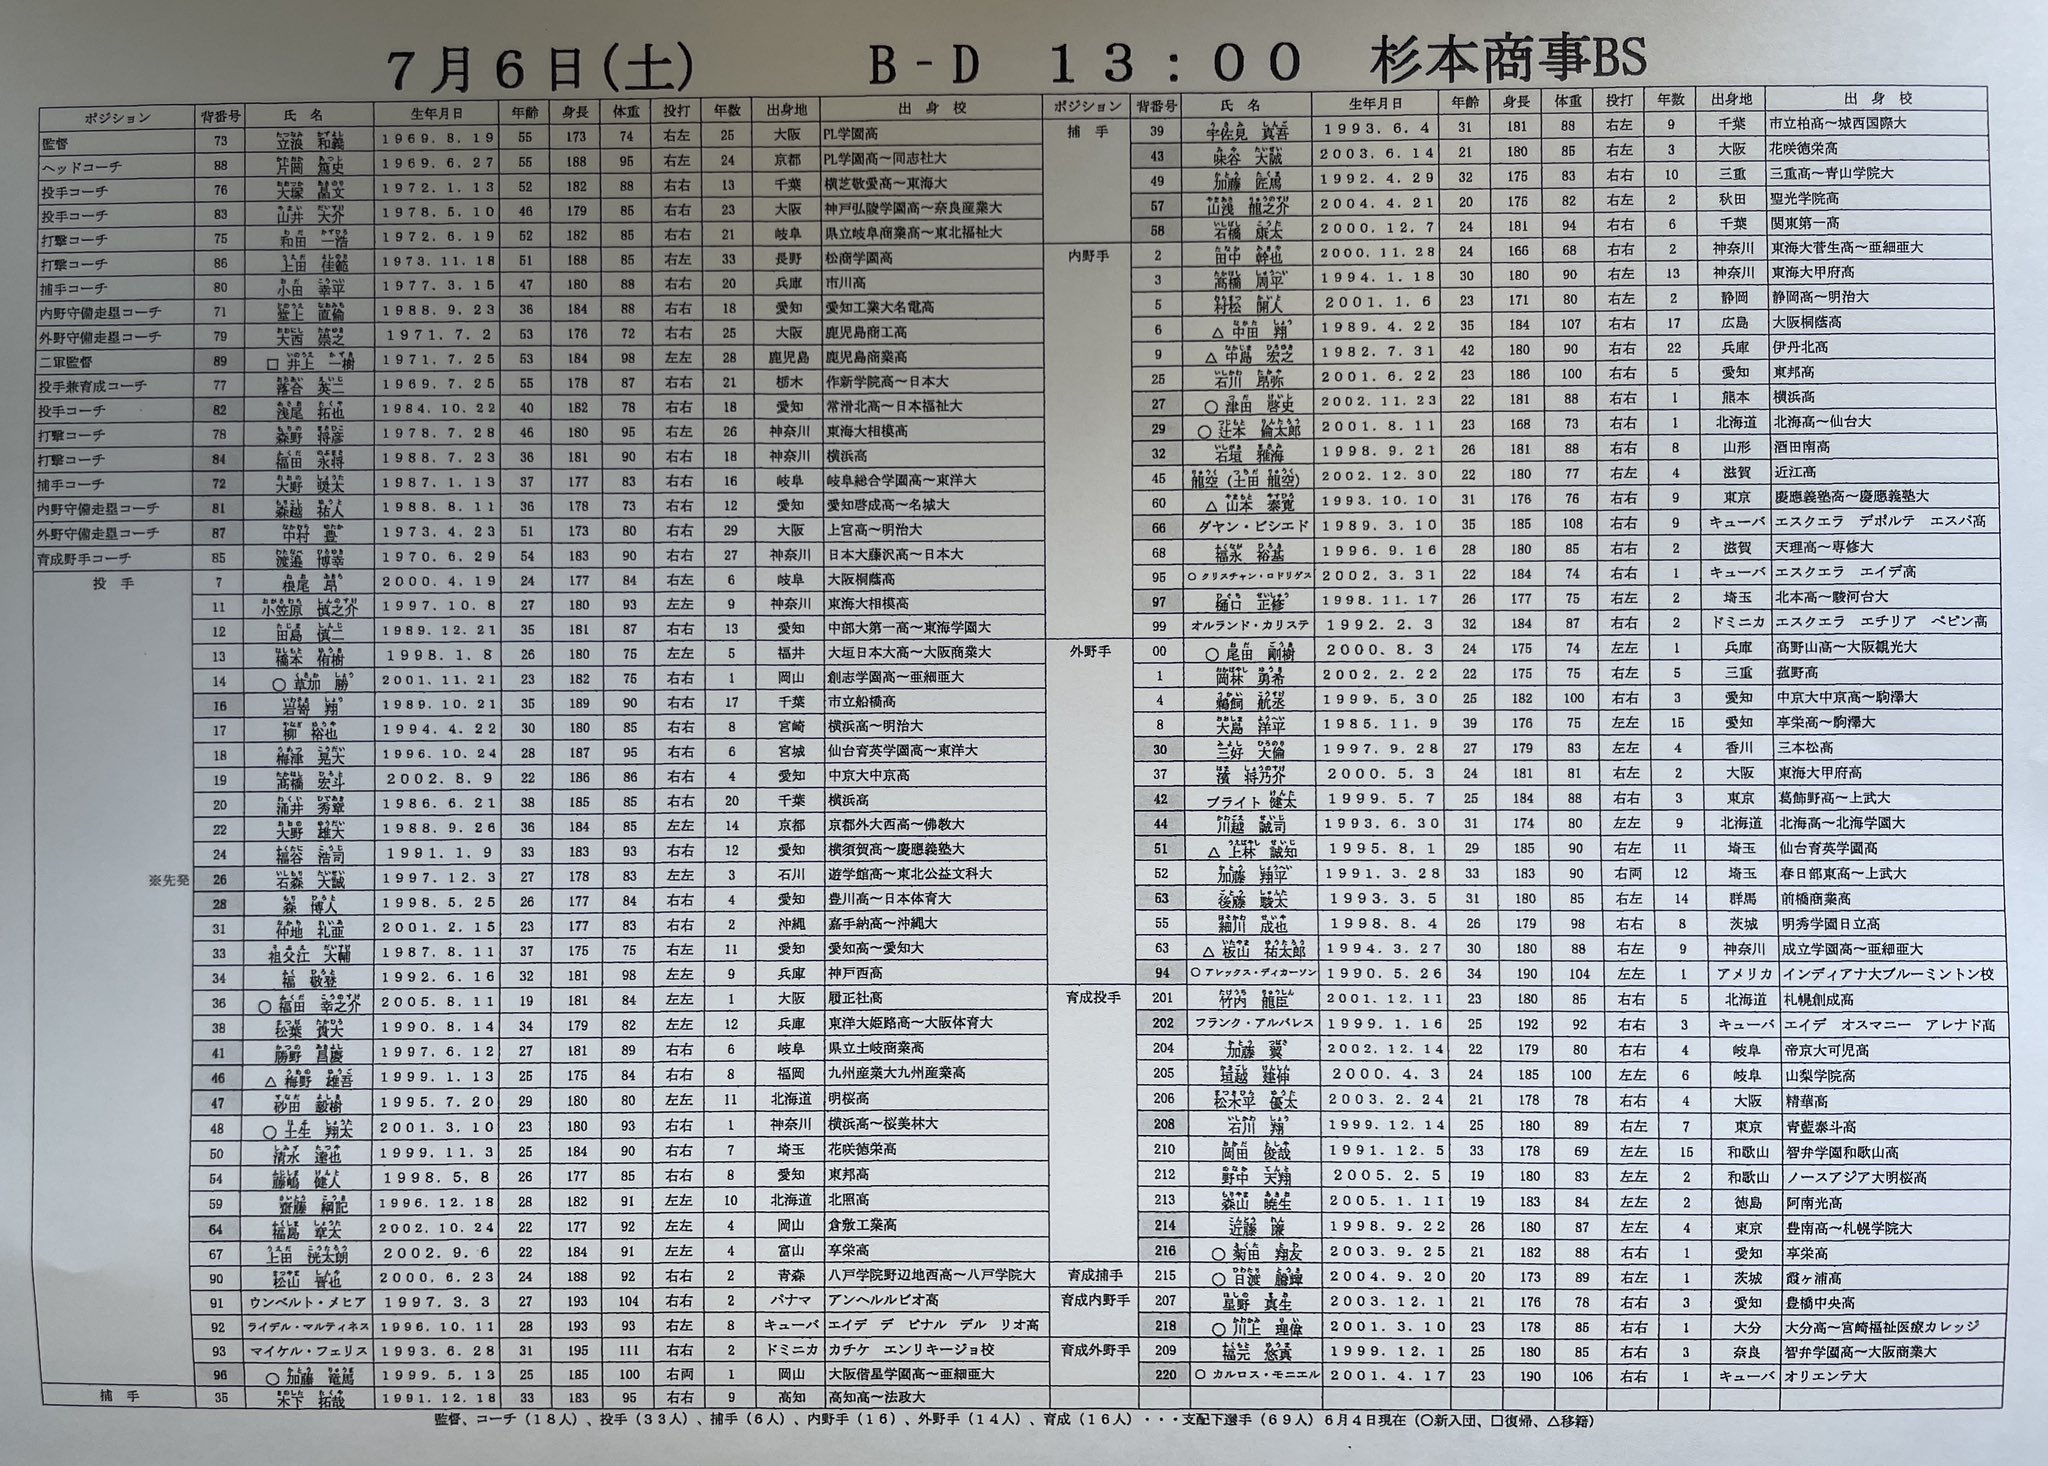 7月6日(土) B-D 13:00 杉本商事BS
ポジション 背番号 氏名 生年月日 年齢 身長 体重 投打 年数 出身地 出身校
監督 73 立浪 和義 1969. 8. 19 55 173 74 右左 25 大阪 PL学園高
ヘッドコーチ 88 片岡 篤史 1969. 6. 27 55 188 95 右左 24 京都 PL学園高～同志社大
投手コーチ 76 大塚 晶文 1972. 1. 13 52 182 88 右右 13 千葉 横芝敬愛高～東海大
投手コーチ 83 山井 大介 1978. 5. 10 46 179 85 右右 23 大阪 神戸弘陵学園高～奈良産業大
打撃コーチ 75 和田 一浩 1972. 6. 19 52 182 85 右右 21 岐阜 県立岐阜商業高～東北福祉大
打撃コーチ 86 上田 佳範 1973. 11. 18 51 188 85 右左 33 長野 松商学園高
捕手コーチ 80 小田 幸平 1977. 3. 15 47 180 88 右右 20 兵庫 市川高
内野守備走塁コーチ 71 堂上 直倫 1988. 9. 23 36 184 88 右右 18 愛知 愛知工業大名電高
外野守備走塁コーチ 79 大西 崇之 1971. 7. 2 53 176 72 右右 25 大阪 鹿児島商工高
二軍監督 89 □ 井上 一樹 1971. 7. 25 53 184 98 左左 28 鹿児島 鹿児島商業高
投手兼育成コーチ 77 落合 英二 1969. 7. 25 55 178 87 右右 21 栃木 作新学院高～日本大
投手コーチ 82 浅尾 拓也 1984. 10. 22 40 182 78 右右 18 愛知 常滑北高～日本福祉大
打撃コーチ 78 森野 将彦 1978. 7. 28 46 180 95 右左 26 神奈川 東海大相模高
打撃コーチ 84 福田 永将 1988. 7. 23 36 181 90 右右 18 神奈川 横浜高
捕手コーチ 72 大野 奨太 1987. 1. 13 37 177 83 右右 16 岐阜 岐阜総合学園高～東洋大
内野守備走塁コーチ 81 森越 祐人 1988. 8. 11 36 178 73 右右 12 愛知 愛知啓成高～名城大
外野守備走塁コーチ 87 中村 豊 1973. 4. 23 51 173 80 右右 29 大阪 上宮高～明治大
育成野手コーチ 85 渡邉 博幸 1970. 6. 29 54 183 90 右右 27 神奈川 日本大藤沢高～日本大
投手 7 根尾 昂 2000. 4. 19 24 177 84 右左 6 岐阜 大阪桐蔭高
11 小笠原 慎之介 1997. 10. 8 27 180 93 左左 9 神奈川 東海大相模高
12 田島 慎二 1989. 12. 21 35 181 87 右右 13 愛知 中部大第一高～東海学園大
13 橋本 侑樹 1998. 1. 8 26 180 75 左左 5 福井 大垣日本大高～大阪商業大
14 ○ 草加 勝 2001. 11. 21 23 182 75 右右 1 岡山 創志学園高～亜細亜大
16 岩嵜 翔 1989. 10. 21 35 189 90 右右 17 千葉 市立船橋高
17 柳 裕也 1994. 4. 22 30 180 85 右右 8 宮崎 横浜高～明治大
18 梅津 晃大 1996. 10. 24 28 187 95 右右 6 宮城 仙台育英学園高～東洋大
19 髙橋 宏斗 2002. 8. 9 22 186 86 右右 4 愛知 中京大中京高
20 涌井 秀章 1986. 6. 21 38 185 85 右右 20 千葉 横浜高
22 大野 雄大 1988. 9. 26 36 184 85 左左 14 京都 京都外大西高～佛教大
24 福谷 浩司 1991. 1. 9 33 183 93 右右 12 愛知 横須賀高～慶應義塾大
※先発 26 石森 大誠 1997. 12. 3 27 178 83 左左 3 石川 遊学館高～東北公益文科大
28 森 博人 1998. 5. 25 26 177 84 右右 4 愛知 豊川高～日本体育大
31 仲地 礼亜 2001. 2. 15 23 177 83 右右 2 沖縄 嘉手納高～沖縄大
33 祖父江 大輔 1987. 8. 11 37 175 75 右左 11 愛知 愛知高～愛知大
34 福 敬登 1992. 6. 16 32 181 98 左左 9 兵庫 神戸西高
36 ○ 福田 幸之介 2005. 8. 11 19 181 84 左左 1 大阪 履正社高
38 松葉 貴大 1990. 8. 14 34 179 82 左左 12 兵庫 東洋大姫路高～大阪体育大
41 勝野 昌慶 1997. 6. 12 27 181 89 右右 6 岐阜 県立土岐商業高
46 △ 梅野 雄吾 1999. 1. 13 25 175 84 右右 8 福岡 九州産業大九州産業高
47 砂田 毅樹 1995. 7. 20 29 180 80 左左 11 北海道 明桜高
48 ○ 土生 翔太 2001. 3. 10 23 180 93 右右 1 神奈川 横浜高～桜美林大
50 清水 達也 1999. 11. 3 25 184 90 右右 7 埼玉 花咲徳栄高
54 藤嶋 健人 1998. 5. 8 26 177 85 右右 8 愛知 東邦高
59 齋藤 綱記 1996. 12. 18 28 182 91 左左 10 北海道 北照高
64 福島 章太 2002. 10. 24 22 177 92 左左 4 岡山 倉敷工業高
67 上田 洸太朗 2002. 9. 6 22 184 91 左左 4 富山 享栄高
90 松山 晋也 2000. 6. 23 24 188 92 右右 2 青森 八戸学院野辺地西高～八戸学院大
91 ウンベルト・メヒア 1997. 3. 3 27 193 104 右右 2 パナマ アンヘルルビオ高
92 ライデル・マルティネス 1996. 10. 11 28 193 93 右左 8 キューバ エイデ デ ピナル デル リオ高
93 マイケル・フェリス 1993. 6. 28 31 195 111 右右 2 ドミニカ カチケ エンリキージョ校
96 ○ 加藤 竜馬 1999. 5. 13 25 185 100 右両 1 岡山 大阪偕星学園高～亜細亜大
捕手 35 木下 拓哉 1991. 12. 18 33 183 95 右右 9 高知 高知高～法政大
ポジション 背番号 氏名 生年月日 年齢 身長 体重 投打 年数 出身地 出身校
捕手 39 宇佐見 真吾 1993. 6. 4 31 181 88 右左 9 千葉 市立柏高～城西国際大
43 味谷 大誠 2003. 6. 14 21 180 85 右左 3 大阪 花咲徳栄高
49 加藤 匠馬 1992. 4. 29 32 175 83 右右 10 三重 三重高～青山学院大
57 山浅 龍之介 2004. 4. 21 20 175 82 右左 2 秋田 聖光学院高
58 石橋 康太 2000. 12. 7 24 181 94 右右 6 千葉 関東第一高
内野手 2 田中 幹也 2000. 11. 28 24 166 68 右右 2 神奈川 東海大菅生高～亜細亜大
3 高橋 周平 1994. 1. 18 30 180 90 右左 13 神奈川 東海大甲府高
5 村松 開人 2001. 1. 6 23 171 80 右左 2 静岡 静岡高～明治大
6 △ 中田 翔 1989. 4. 22 35 184 107 右右 17 広島 大阪桐蔭高
9 △ 中島 宏之 1982. 7. 31 42 180 90 右右 22 兵庫 伊丹北高
25 石川 昂弥 2001. 6. 22 23 186 100 右右 5 愛知 東邦高
27 ○ 津田 啓史 2002. 11. 23 22 181 88 右右 1 熊本 横浜高
29 ○ 辻本 倫太郎 2001. 8. 11 23 168 73 右右 1 北海道 北海高～仙台大
32 石垣 雅海 1998. 9. 21 26 181 88 右右 8 山形 酒田南高
45 龍空（土田 龍空） 2002. 12. 30 22 180 77 右左 4 滋賀 近江高
60 △ 山本 泰寛 1993. 10. 10 31 176 76 右右 9 東京 慶應義塾高～慶應義塾大
66 ダヤン・ビシエド 1989. 3. 10 35 185 108 右右 9 キューバ エスクエラ デポルテ エスパ高
68 福永 裕基 1996. 9. 16 28 180 85 右右 2 滋賀 天理高～専修大
95 ○ クリスチャン・ロドリゲス 2002. 3. 31 22 184 74 右右 1 キューバ エスクエラ エイデ高
97 樋口 正修 1998. 11. 17 26 177 75 右左 2 埼玉 北本高～駿河台大
99 オルランド・カリステ 1992. 2. 3 32 184 87 右右 2 ドミニカ エスクエラ エチリア ペピン高
外野手 00 ○ 尾田 剛樹 2000. 8. 3 24 175 74 左左 1 兵庫 高野山高～大阪観光大
1 岡林 勇希 2002. 2. 22 22 175 75 右左 5 三重 菰野高
4 鵜飼 航丞 1999. 5. 30 25 182 100 右右 3 愛知 中京大中京高～駒澤大
8 大島 洋平 1985. 11. 9 39 176 75 左左 15 愛知 享栄高～駒澤大
30 三好 大倫 1997. 9. 28 27 179 83 左左 4 香川 三本松高
37 濱 将乃介 2000. 5. 3 24 181 81 右左 2 大阪 東海大甲府高
42 ブライト 健太 1999. 5. 7 25 184 88 右右 3 東京 葛飾野高～上武大
44 川越 誠司 1993. 6. 30 31 174 80 左左 9 北海道 北海高～北海学園大
51 △ 上林 誠知 1995. 8. 1 29 185 90 右左 11 埼玉 仙台育英学園高
52 加藤 翔平 1991. 3. 28 33 183 90 右両 12 埼玉 春日部東高～上武大
53 後藤 駿太 1993. 3. 5 31 180 85 右左 14 群馬 前橋商業高
55 細川 成也 1998. 8. 4 26 179 98 右右 8 茨城 明秀学園日立高
63 △ 板山 祐太郎 1994. 3. 27 30 180 88 右左 9 神奈川 成立学園高～亜細亜大
94 ○ アレックス・ディカーソン 1990. 5. 26 34 190 104 左左 1 アメリカ インディアナ大ブルーミントン校
育成投手 201 竹内 龍臣 2001. 12. 11 23 180 85 右右 5 北海道 札幌創成高
202 フランク・アルバレス 1999. 1. 16 25 192 92 右右 3 キューバ エイデ オスマニー アレナド高
204 加藤 翼 2002. 12. 14 22 179 80 右右 4 岐阜 帝京大可児高
205 垣越 建伸 2000. 4. 3 24 185 100 左左 6 岐阜 山梨学院高
206 松木平 優太 2003. 2. 24 21 178 78 右右 4 大阪 精華高
208 石川 翔 1999. 12. 14 25 180 89 右左 7 東京 青藍泰斗高
210 岡田 俊哉 1991. 12. 5 33 178 69 左左 15 和歌山 智弁学園和歌山高
212 野中 天翔 2005. 2. 5 19 180 83 左左 2 和歌山 ノースアジア大明桜高
213 森山 暁生 2005. 1. 11 19 183 84 左左 2 徳島 阿南光高
214 近藤 廉 1998. 9. 22 26 180 87 左左 4 東京 豊南高～札幌学院大
216 ○ 菊田 翔友 2003. 9. 25 21 182 88 右右 1 愛知 享栄高
育成捕手 215 ○ 日渡 騰輝 2004. 9. 20 20 173 89 右左 1 茨城 霞ヶ浦高
育成内野手 207 星野 真生 2003. 12. 1 21 176 78 右右 3 愛知 豊橋中央高
218 ○ 川上 理偉 2001. 3. 10 23 178 85 右右 1 大分 大分高～宮崎福祉医療カレッジ
育成外野手 209 福元 悠真 1999. 12. 1 25 180 85 右右 3 奈良 智弁学園高～大阪商業大
220 ○ カルロス・モニエル 2001. 4. 17 23 190 106 右右 1 キューバ オリエンテ大
監督、コーチ（18人）、投手（33人）、捕手（6人）、内野手（16）、外野手（14人）、育成（16人）・・・支配下選手（69人）6月4日現在（○新入団、□復帰、△移籍）